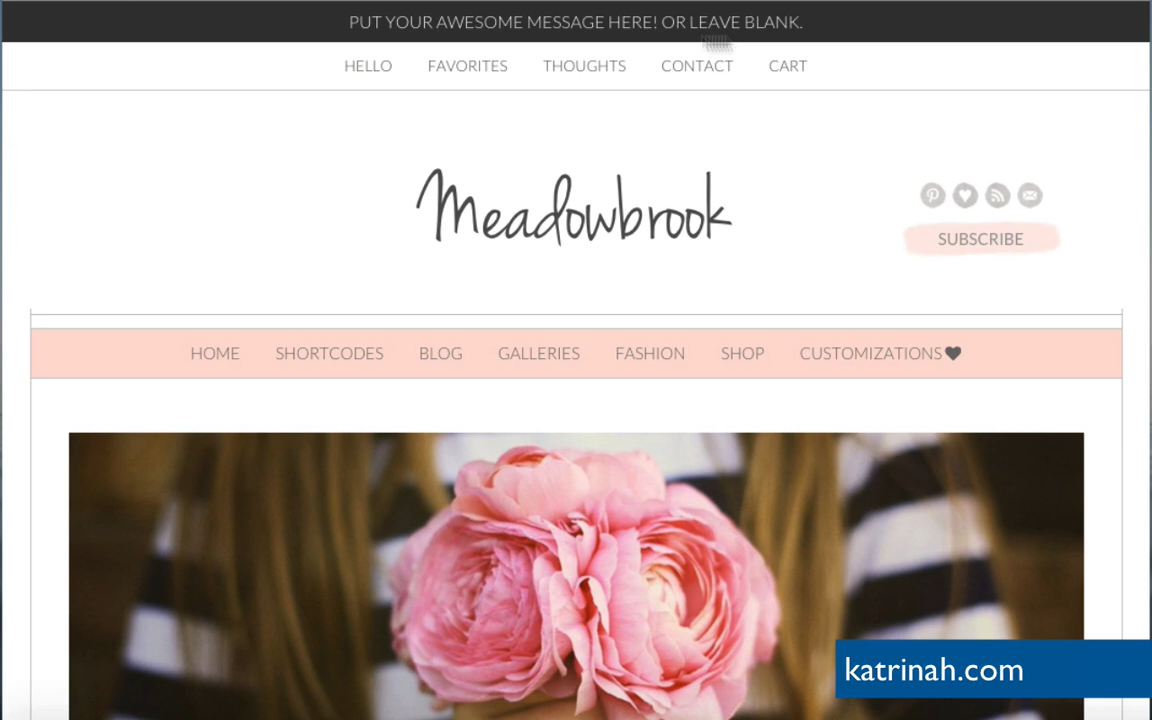 PUT YOUR AWESOME MESSAGE HERE! OR LEAVE BLANK.
HELLO FAVORITES THOUGHTS CONTACT CART
Meadowbrook
SUBSCRIBE
HOME SHORTCODES BLOG GALLERIES FASHION SHOP CUSTOMIZATIONS
katrinah.com